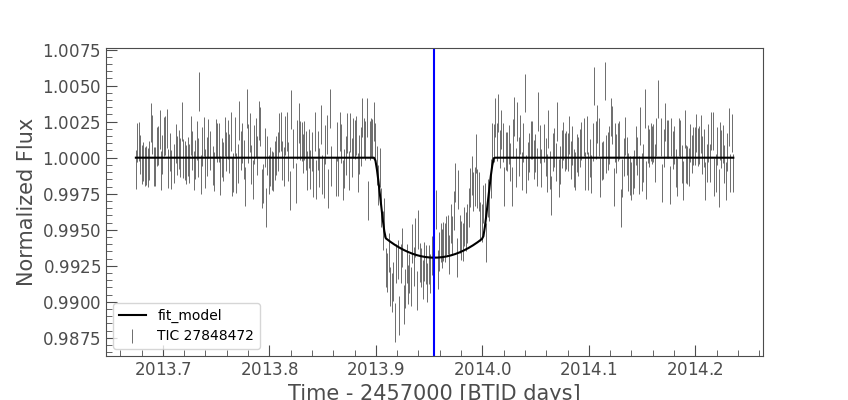 1.0075
1.0050
1.0025
1.0000
0.9975
0.9950
0.9925
0.9900
0.9875
Normalized Flux
fit_model
TIC 27848472
2013.7 2013.8 2013.9 2014.0 2014.1 2014.2
Time - 2457000 [BTJD days]